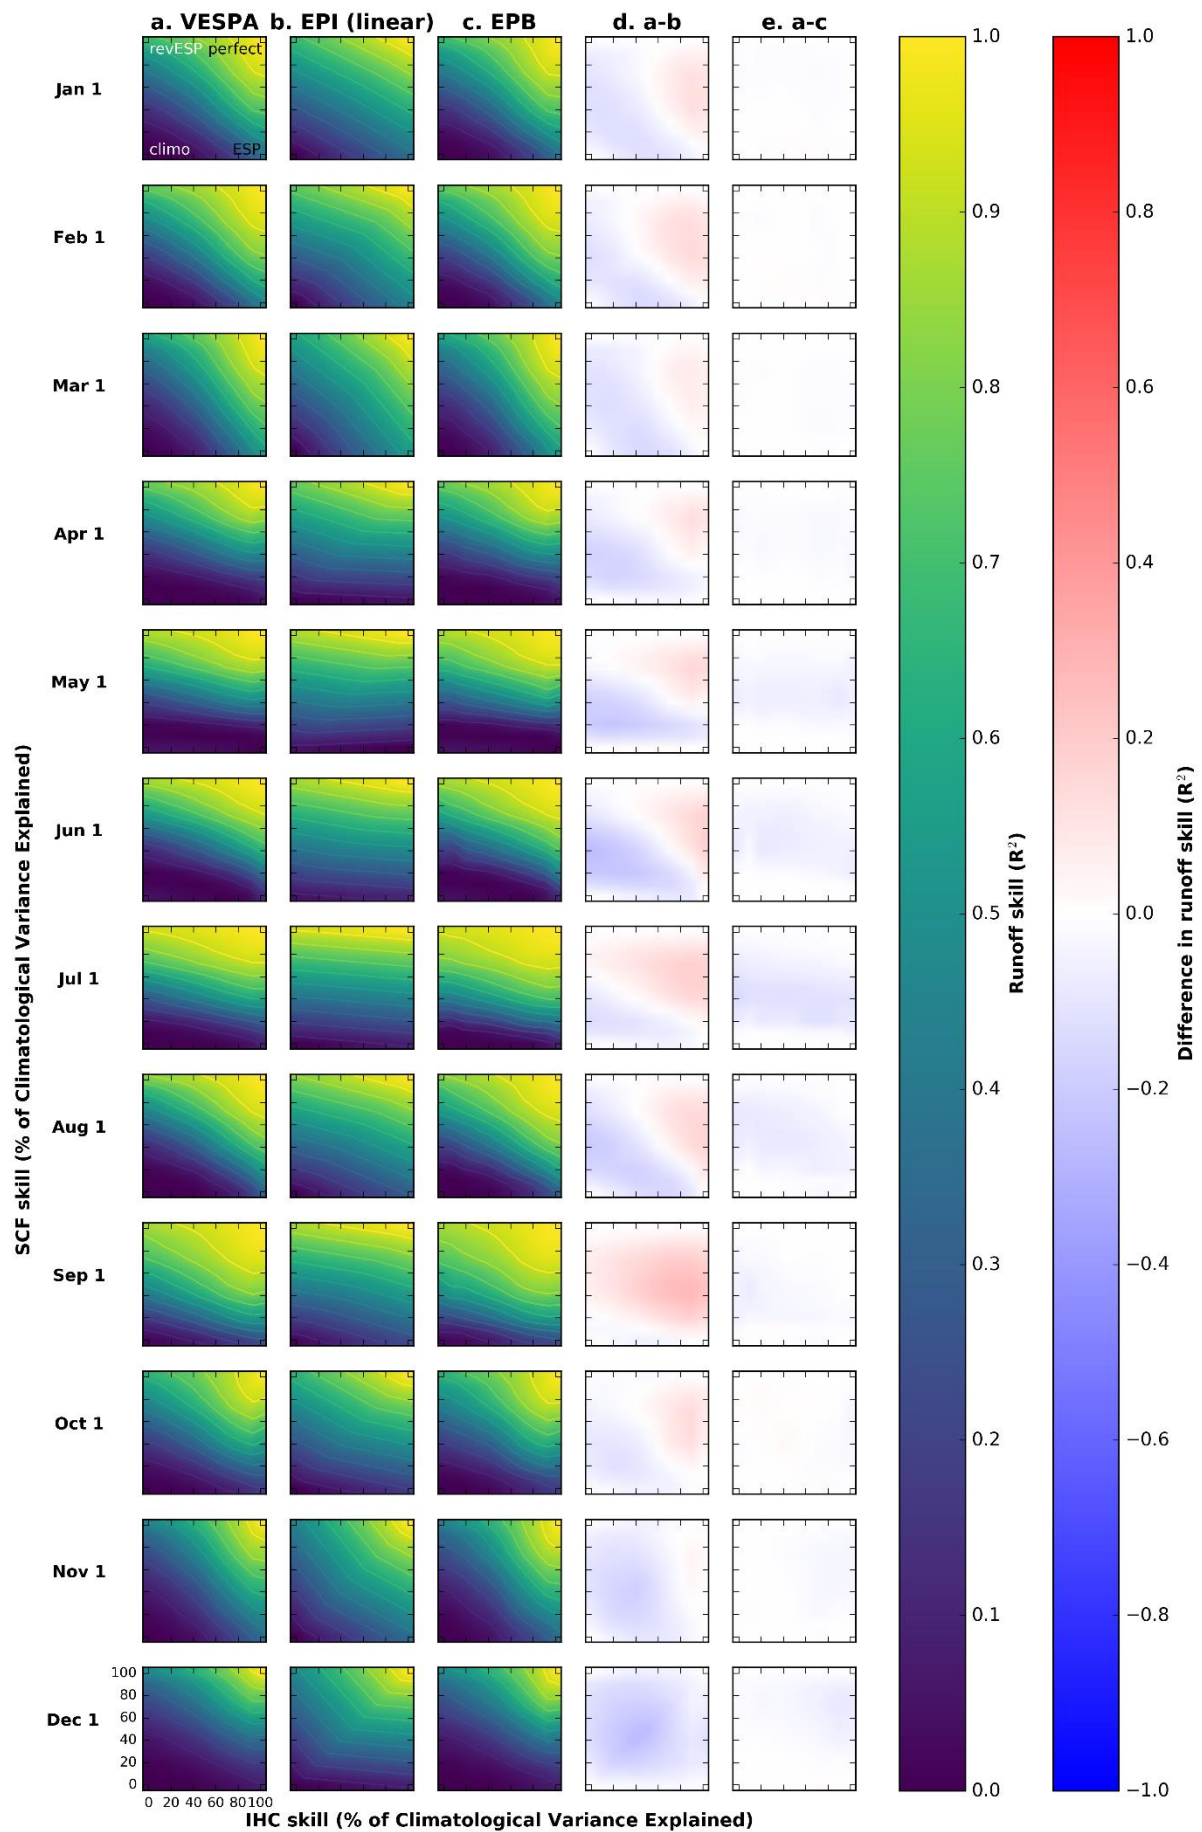 a. VESPA b. EPI (linear) c. EPB d. a-b e. a-c
revESP perfect
climo ESP
Jan 1
Feb 1
Mar 1
Apr 1
May 1
Jun 1
Jul 1
Aug 1
Sep 1
Oct 1
Nov 1
Dec 1
SCF skill (% of Climatological Variance Explained)
100
80
60
40
20
0
0 20 40 60 80 100
IHC skill (% of Climatological Variance Explained)
1.0
0.9
0.8
0.7
0.6
0.5
0.4
0.3
0.2
0.1
0.0
Runoff skill (R²)
1.0
0.8
0.6
0.4
0.2
0.0
−0.2
−0.4
−0.6
−0.8
−1.0
Difference in runoff skill (R²)